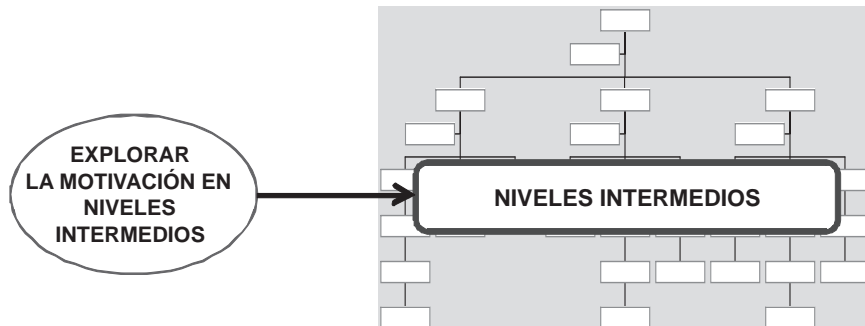 EXPLORAR
LA MOTIVACIÓN EN
NIVELES
INTERMEDIOS
NIVELES INTERMEDIOS